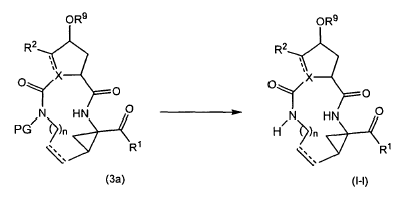 OR⁹
R²
X
O
O
N
HN
PG
( )n
O
R¹
(3a)
OR⁹
R²
X
O
O
N
HN
H
( )n
O
R¹
(I-I)